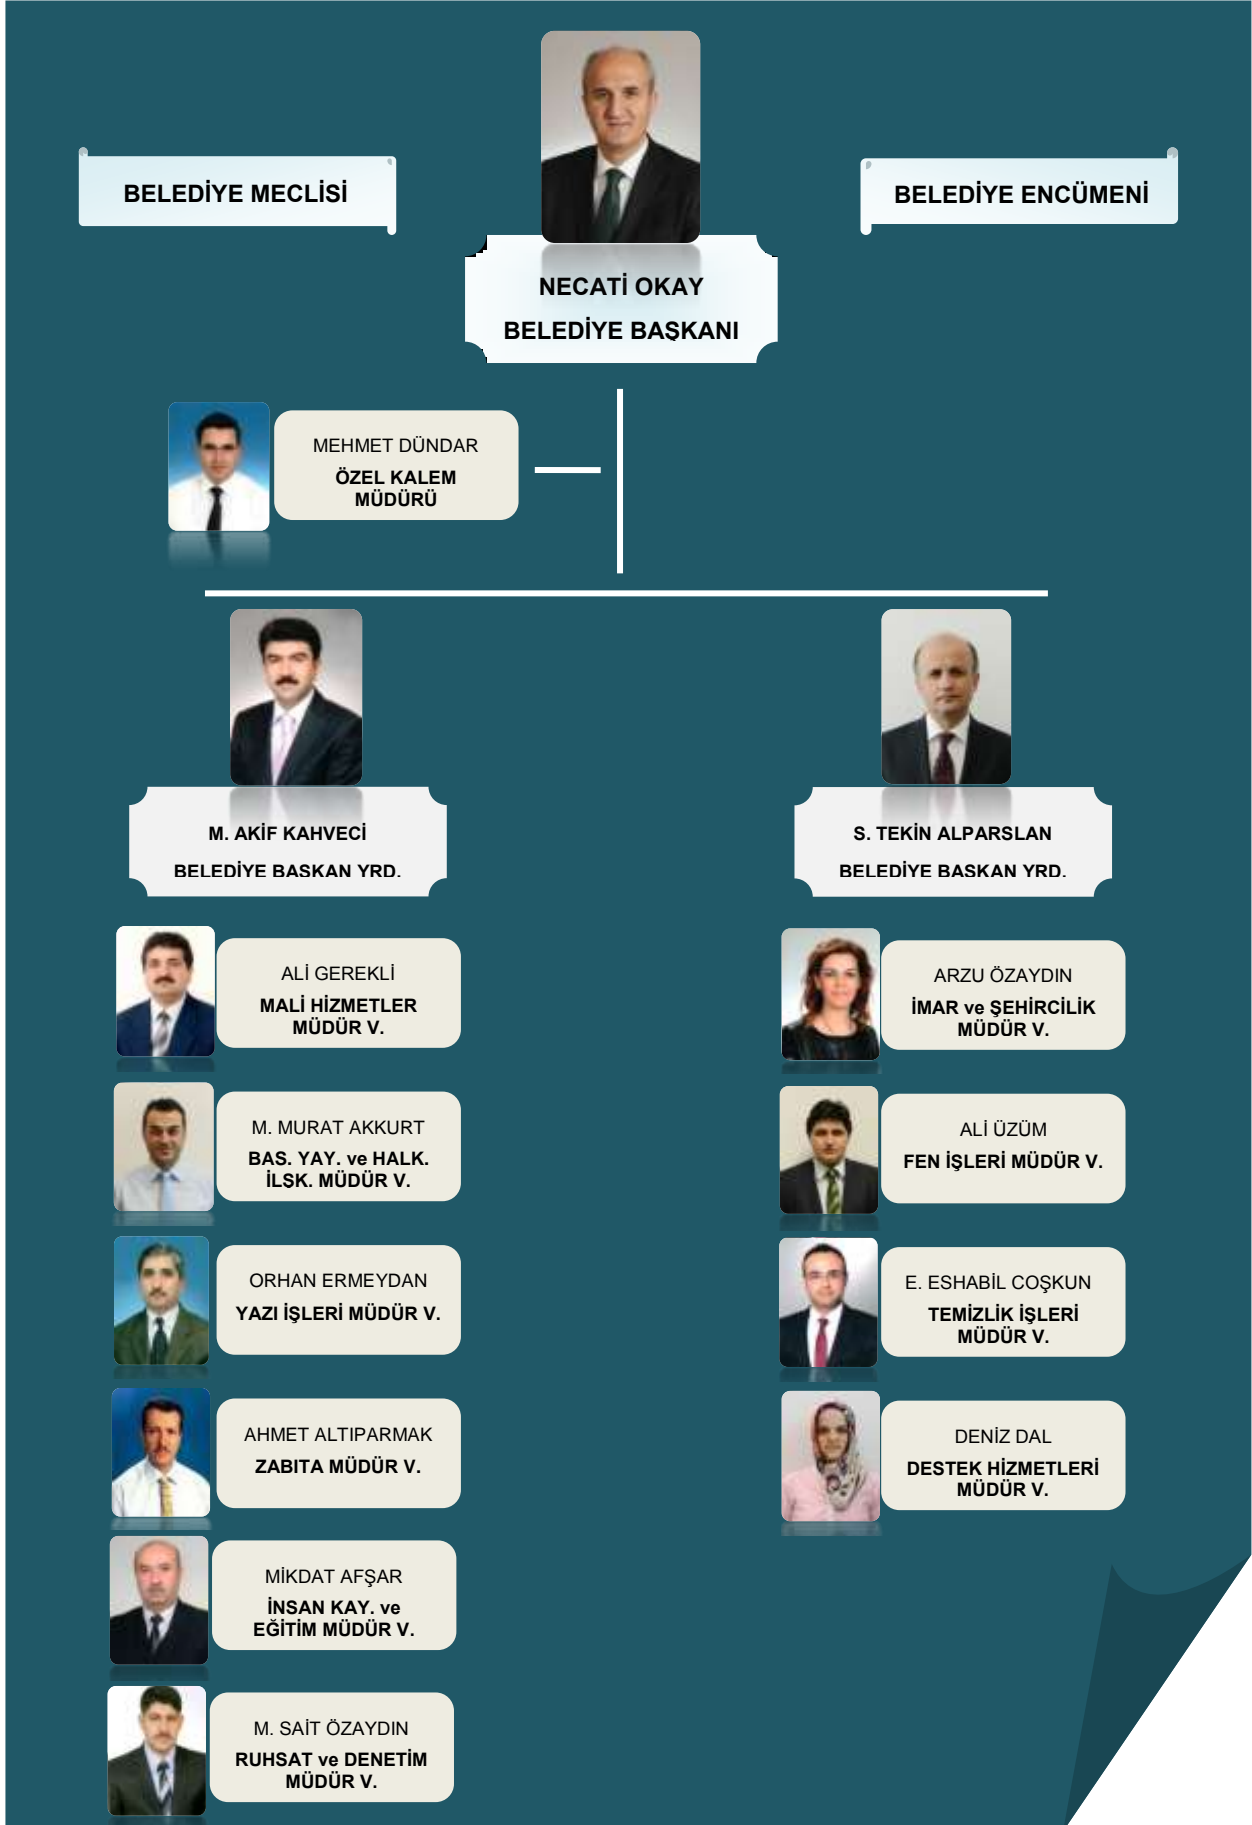 BELEDİYE MECLİSİ
BELEDİYE ENCÜMENİ
NECATİ OKAY
BELEDİYE BAŞKANI
MEHMET DÜNDAR
ÖZEL KALEM
MÜDÜRÜ
M. AKİF KAHVECİ
BELEDİYE BAŞKAN YRD.
S. TEKİN ALPARSLAN
BELEDİYE BAŞKAN YRD.
ALİ GEREKLİ
MALİ HİZMETLER
MÜDÜR V.
M. MURAT AKKURT
BAS. YAY. ve HALK.
İLŞK. MÜDÜR V.
ORHAN ERMEYDAN
YAZI İŞLERİ MÜDÜR V.
AHMET ALTIPARMAK
ZABITA MÜDÜR V.
MİKDAT AFŞAR
İNSAN KAY. ve
EĞİTİM MÜDÜR V.
M. SAİT ÖZAYDIN
RUHSAT ve DENETİM
MÜDÜR V.
ARZU ÖZAYDIN
İMAR ve ŞEHİRCİLİK
MÜDÜR V.
ALİ ÜZÜM
FEN İŞLERİ MÜDÜR V.
E. ESHABİL COŞKUN
TEMİZLİK İŞLERİ
MÜDÜR V.
DENİZ DAL
DESTEK HİZMETLERİ
MÜDÜR V.